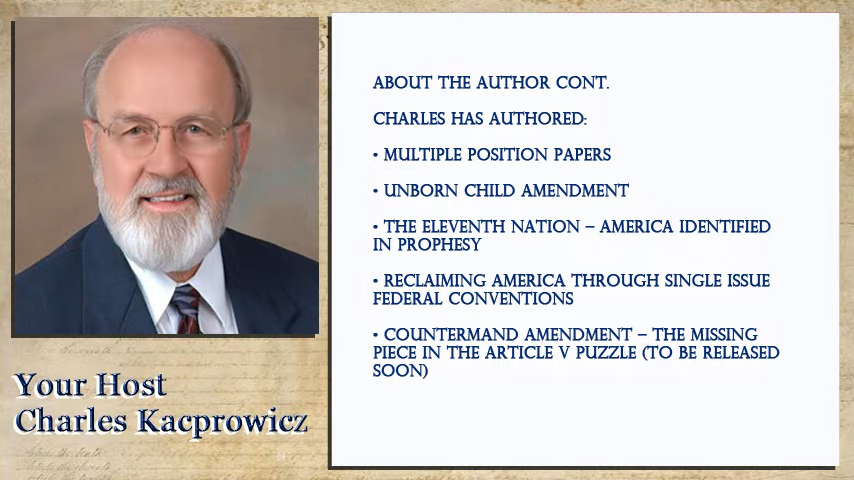 ABOUT THE AUTHOR CONT.
CHARLES HAS AUTHORED:
• MULTIPLE POSITION PAPERS
• UNBORN CHILD AMENDMENT
• THE ELEVENTH NATION – AMERICA IDENTIFIED
IN PROPHESY
• RECLAIMING AMERICA THROUGH SINGLE ISSUE
FEDERAL CONVENTIONS
• COUNTERMAND AMENDMENT – THE MISSING
PIECE IN THE ARTICLE V PUZZLE (TO BE RELEASED
SOON)
Your Host
Charles Kacprowicz